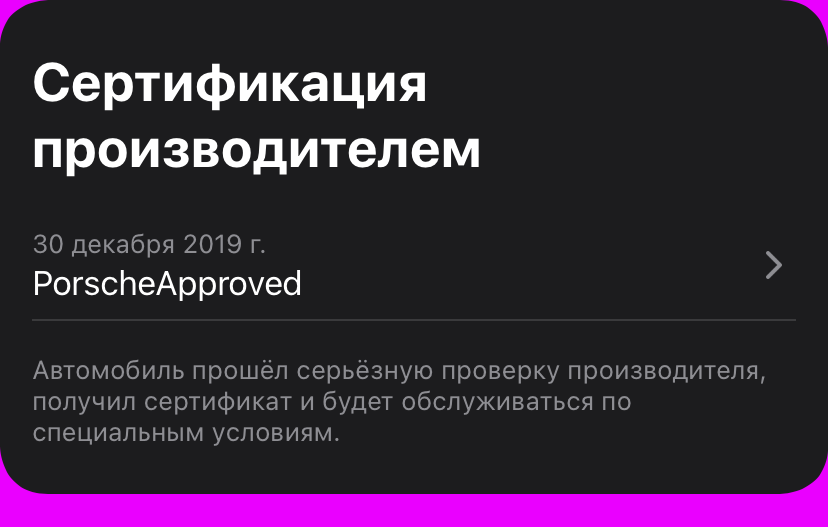 Сертификация
производителем
30 декабря 2019 г.
PorscheApproved
Автомобиль прошёл серьёзную проверку производителя,
получил сертификат и будет обслуживаться по
специальным условиям.